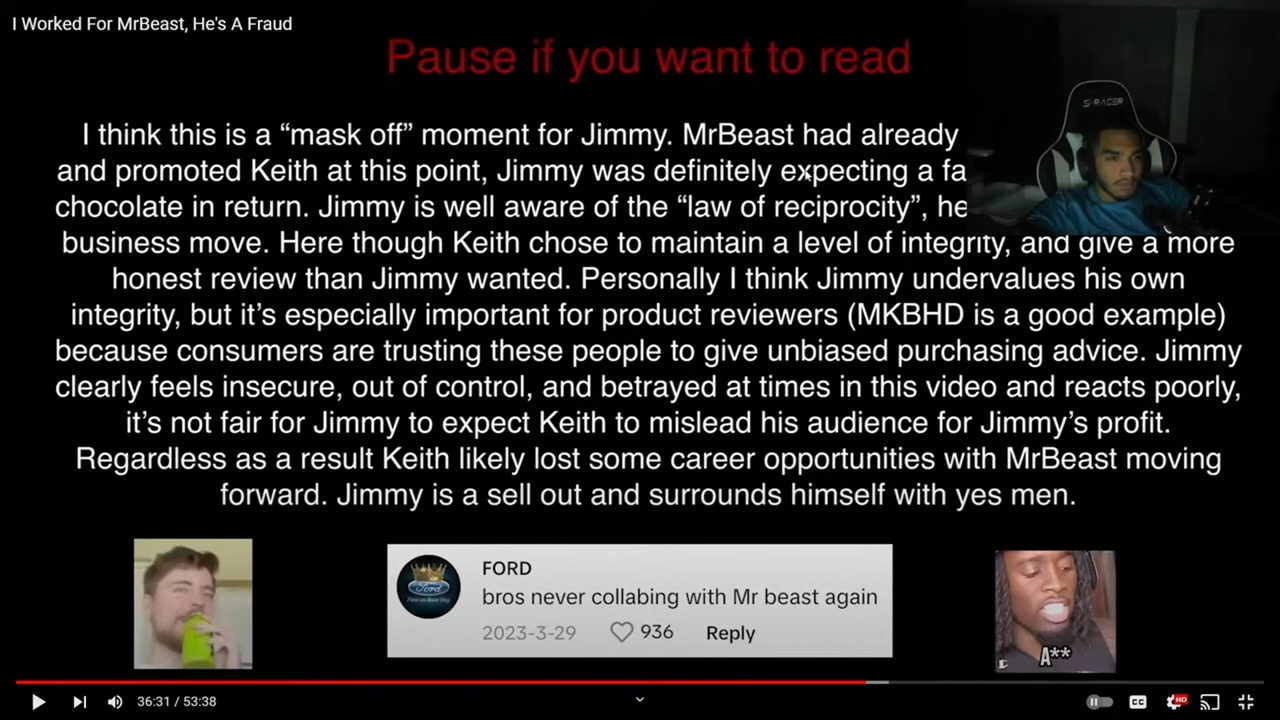 I Worked For MrBeast, He's A Fraud
Pause if you want to read
I think this is a “mask off” moment for Jimmy. MrBeast had already
and promoted Keith at this point, Jimmy was definitely expecting a fa
chocolate in return. Jimmy is well aware of the “law of reciprocity”, he
business move. Here though Keith chose to maintain a level of integrity, and give a more
honest review than Jimmy wanted. Personally I think Jimmy undervalues his own
integrity, but it’s especially important for product reviewers (MKBHD is a good example)
because consumers are trusting these people to give unbiased purchasing advice. Jimmy
clearly feels insecure, out of control, and betrayed at times in this video and reacts poorly,
it’s not fair for Jimmy to expect Keith to mislead his audience for Jimmy’s profit.
Regardless as a result Keith likely lost some career opportunities with MrBeast moving
forward. Jimmy is a sell out and surrounds himself with yes men.
SI-RACER
FORD
Ford
bros never collabing with Mr beast again
2023-3-29 936 Reply
A**
36:31 / 53:38
CC
HD